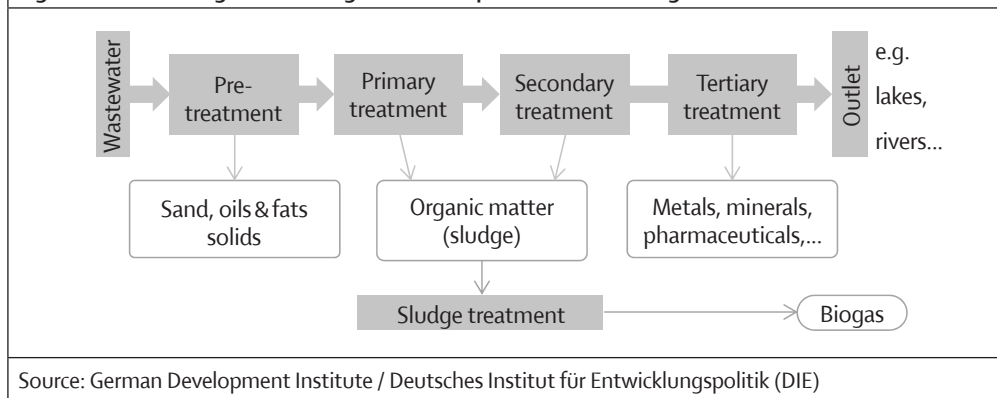 Wastewater
Pre-
treatment
Primary
treatment
Secondary
treatment
Tertiary
treatment
Outlet
e.g.
lakes,
rivers...
Sand, oils & fats
solids
Organic matter
(sludge)
Metals, minerals,
pharmaceuticals,...
Sludge treatment
Biogas
Source: German Development Institute / Deutsches Institut für Entwicklungspolitik (DIE)